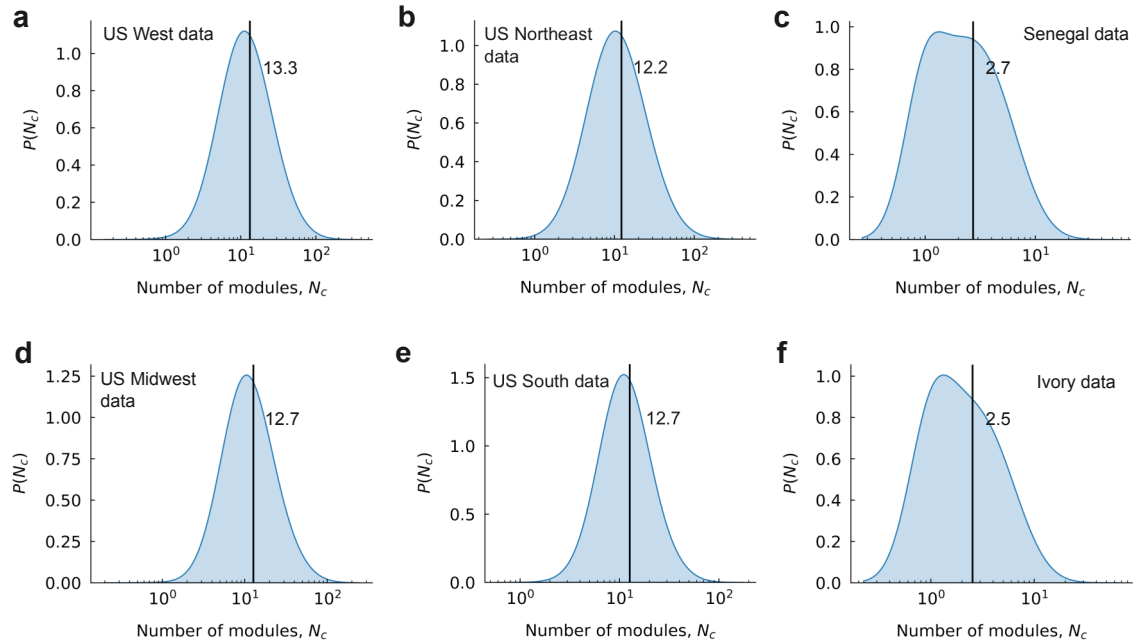 a
US West data
1.0
0.8
0.6
0.4
0.2
0.0
P(N_c)
13.3
10^0
10^1
10^2
Number of modules, N_c
b
US Northeast
data
1.0
0.8
0.6
0.4
0.2
0.0
P(N_c)
12.2
10^0
10^1
10^2
Number of modules, N_c
c
Senegal data
1.0
0.8
0.6
0.4
0.2
0.0
P(N_c)
2.7
10^0
10^1
Number of modules, N_c
d
US Midwest
data
1.25
1.00
0.75
0.50
0.25
0.00
P(N_c)
12.7
10^0
10^1
10^2
Number of modules, N_c
e
US South data
1.5
1.0
0.5
0.0
P(N_c)
12.7
10^0
10^1
10^2
Number of modules, N_c
f
Ivory data
1.0
0.8
0.6
0.4
0.2
0.0
P(N_c)
2.5
10^0
10^1
Number of modules, N_c